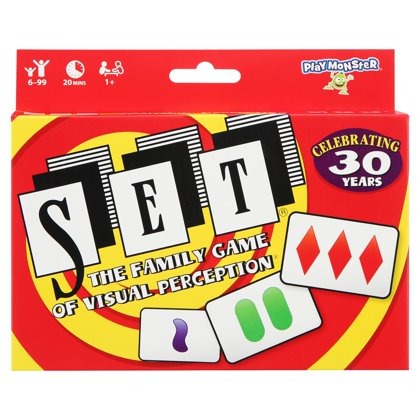 PLAYMONSTER
6-99
20 MINS
1+
CELEBRATING
30
YEARS
SET®
THE FAMILY GAME
OF VISUAL PERCEPTION®